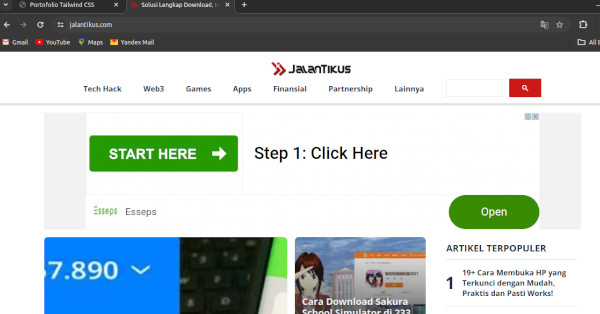 Portofolio Tailwind CSS
Solusi Lengkap Download,
jalantikus.com
Gmail
YouTube
Maps
Yandex Mail
All
JALANTIKUS
Tech Hack
Web3
Games
Apps
Finansial
Partnership
Lainnya
START HERE
Step 1: Click Here
Esseps
Esseps
Open
7.890
ARTIKEL TERPOPULER
1
19+ Cara Membuka HP yang
Terkunci dengan Mudah,
Praktis dan Pasti Works!
Cara Download Sakura
School Simulator di 233